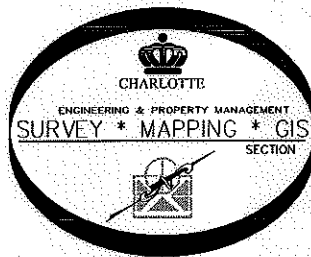 CHARLOTTE
ENGINEERING & PROPERTY MANAGEMENT
SURVEY * MAPPING * GIS
SECTION